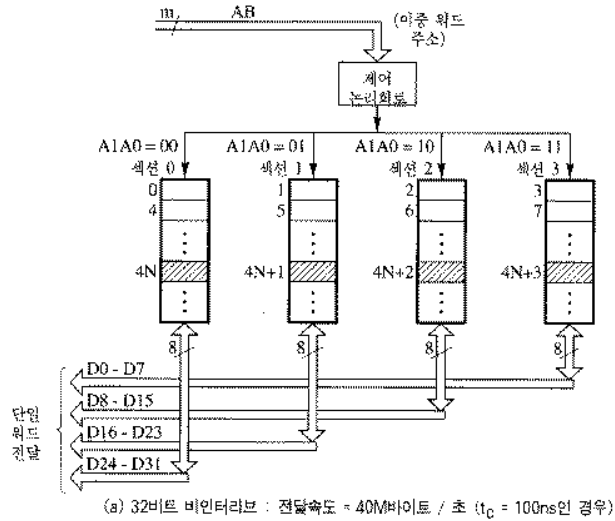 m AB (이중 워드
주소)
제어
논리회로
A1A0 = 00 A1A0 = 01 A1A0 = 10 A1A0 = 11
섹션 0 섹션 1 섹션 2 섹션 3
0 1 2 3
4 5 6 7
4N 4N+1 4N+2 4N+3
8 8 8 8
D0 - D7
D8 - D15
D16 - D23
D24 - D31
단일
워드
전달
(a) 32비트 비인터리브 : 전달속도 = 40M바이트 / 초 (tC = 100ns인 경우)